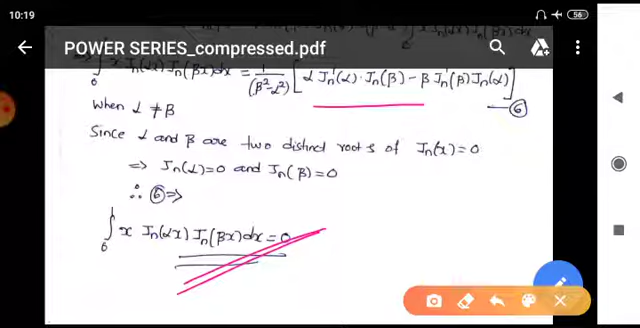 10:19
56
POWER SERIES_compressed.pdf
∫₀¹ x Jn(αx) Jn(βx)dx = 1/(β²-α²) [α Jn'(α)·Jn(β) - β Jn'(β) Jn(α)]
—⑥
When α ≠ β
Since α and β are two distinct roots of Jn(x)=0
⇒ Jn(α)=0 and Jn(β)=0
∴ ⑥⇒
∫₀¹ x Jn(αx) Jn(βx)dx = 0